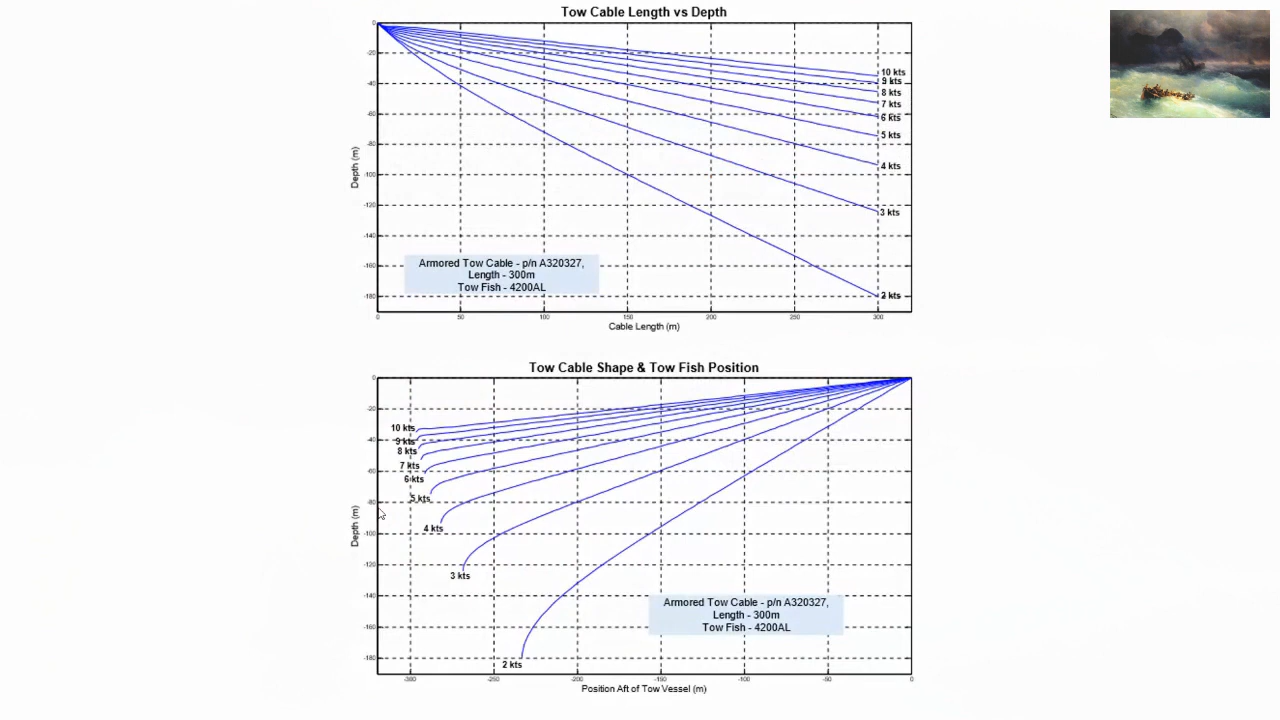 Tow Cable Length vs Depth
0
-20
-40
-60
-80
-100
-120
-140
-160
-180
Depth (m)
10 kts
9 kts
8 kts
7 kts
6 kts
5 kts
4 kts
3 kts
2 kts
Armored Tow Cable - p/n A320327,
Length - 300m
Tow Fish - 4200AL
0 50 100 150 200 250 300
Cable Length (m)
Tow Cable Shape & Tow Fish Position
0
-20
-40
-60
-80
-100
-120
-140
-160
-180
Depth (m)
10 kts
9 kts
8 kts
7 kts
6 kts
5 kts
4 kts
3 kts
2 kts
Armored Tow Cable - p/n A320327,
Length - 300m
Tow Fish - 4200AL
-300 -250 -200 -150 -100 -50 0
Position Aft of Tow Vessel (m)